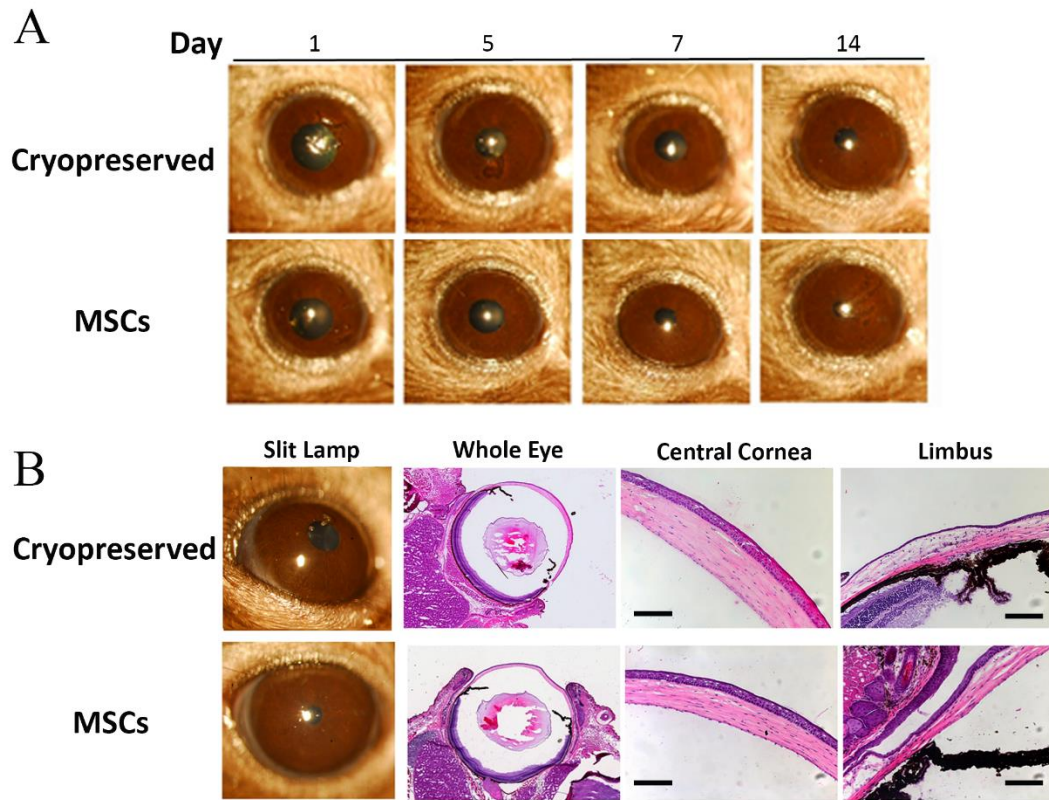 A
Day 1 5 7 14
Cryopreserved
MSCs
B
Slit Lamp Whole Eye Central Cornea Limbus
Cryopreserved
MSCs